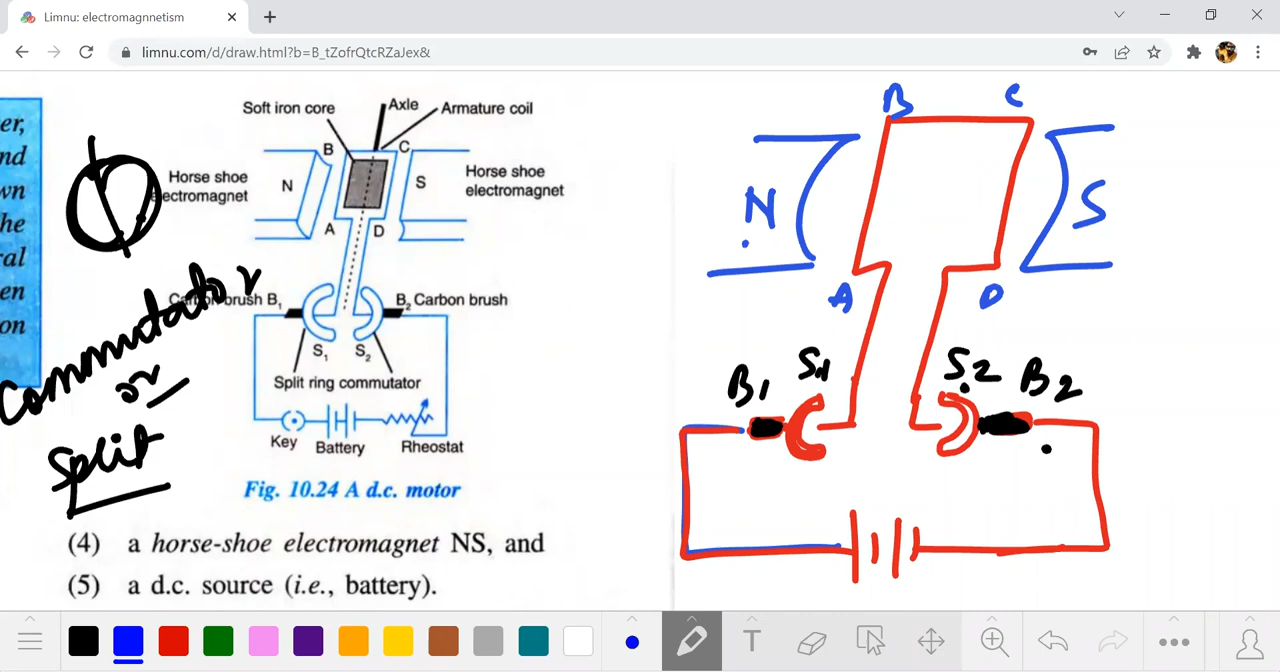 Limnu: electromagnnetism
limnu.com/d/draw.html?b=B_tZofrQtcRZaJex&
er,
nd
wn
he
ral
en
on
Soft iron core
Axle
Armature coil
B
C
Horse shoe
electromagnet
N
S
Horse shoe
electromagnet
A
D
Carbon brush B1
B2 Carbon brush
S1
S2
Split ring commutator
Key
Battery
Rheostat
Fig. 10.24 A d.c. motor
(4) a horse-shoe electromagnet NS, and
(5) a d.c. source (i.e., battery).
commutator
or
split
B
C
N
S
A
D
B1
S1
S2
B2
T